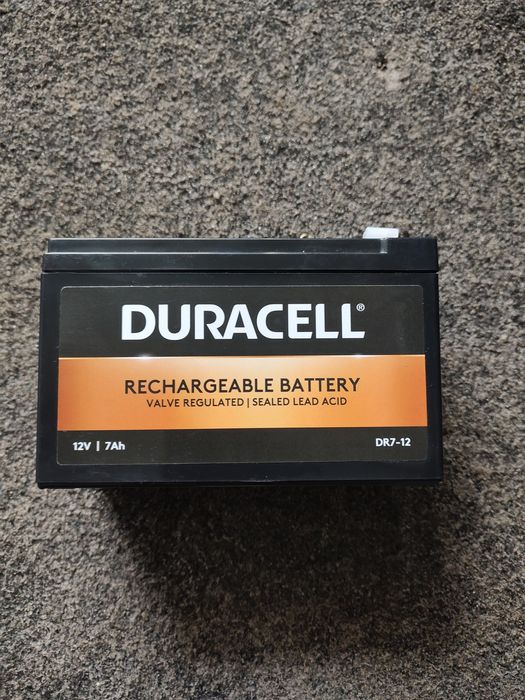 DURACELL®
RECHARGEABLE BATTERY
VALVE REGULATED | SEALED LEAD ACID
12V | 7Ah DR7-12